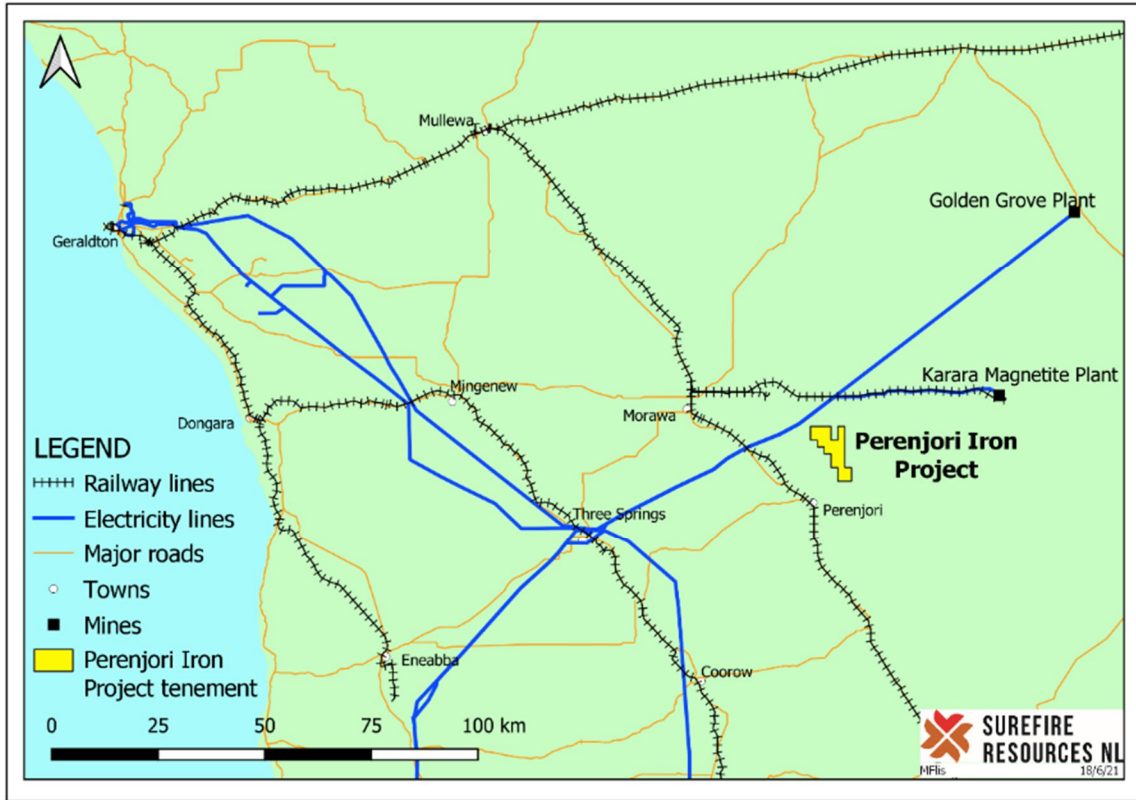 Mullewa
Golden Grove Plant
Geraldton
Karara Magnetite Plant
Mingenew
Morawa
Dongara
Perenjori Iron
Project
Perenjori
Three Springs
Eneabba
Coorow
LEGEND
Railway lines
Electricity lines
Major roads
Towns
Mines
Perenjori Iron
Project tenement
0 25 50 75 100 km
SUREFIRE
RESOURCES NL
MFlis 18/6/21